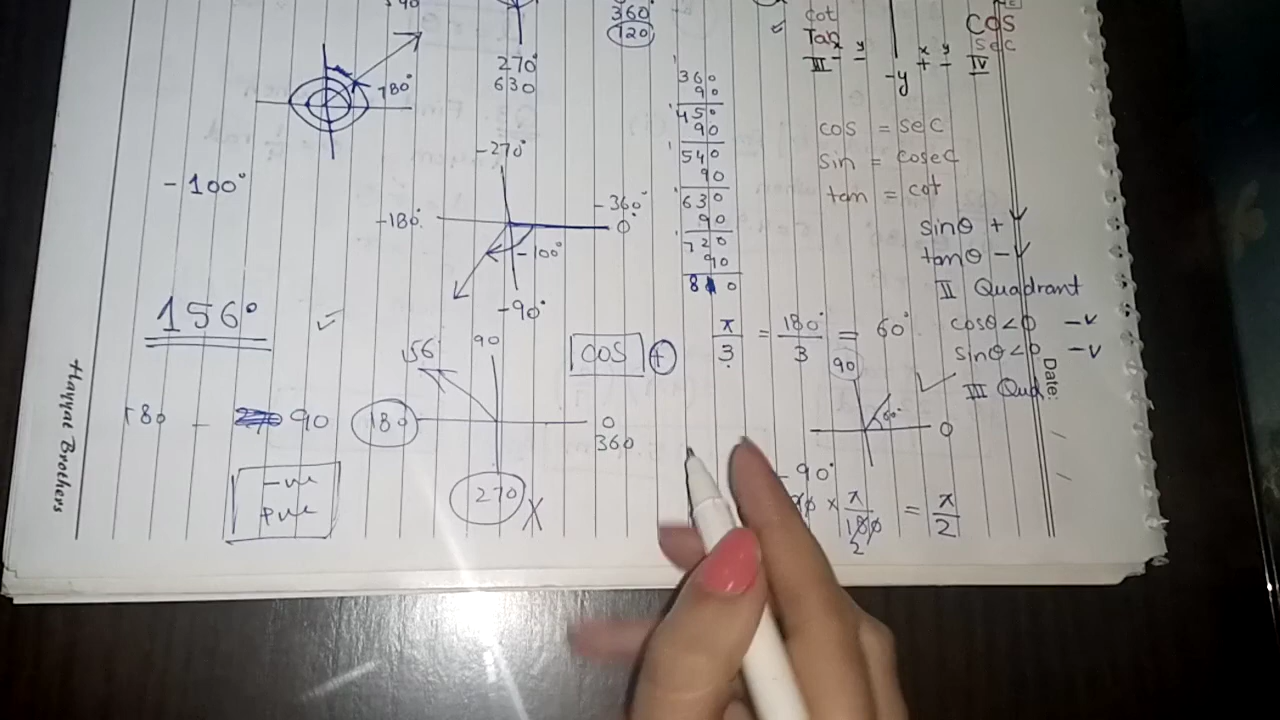 360
120
270°
630
780°
-270°
-100°
-180°
-360°
0°
-100°
-90°
156°
156
90
180
0
360
270 X
180 - 90
-ve
+ve
COS +
360
90
450
90
540
90
630
90
720
90
810
cot
Tan
III - -
x y
+ -
-y
COS
sec
IV
cos = sec
sin = cosec
tan = cot
sinθ +
tanθ -
II Quadrant
π/3 = 180°/3 = 60°
cosθ<0 -v
sinθ<0 -v
III Qud
90
60°
0
-90°
× π/180 = π/2
2
Date:
Hayyat Brothers